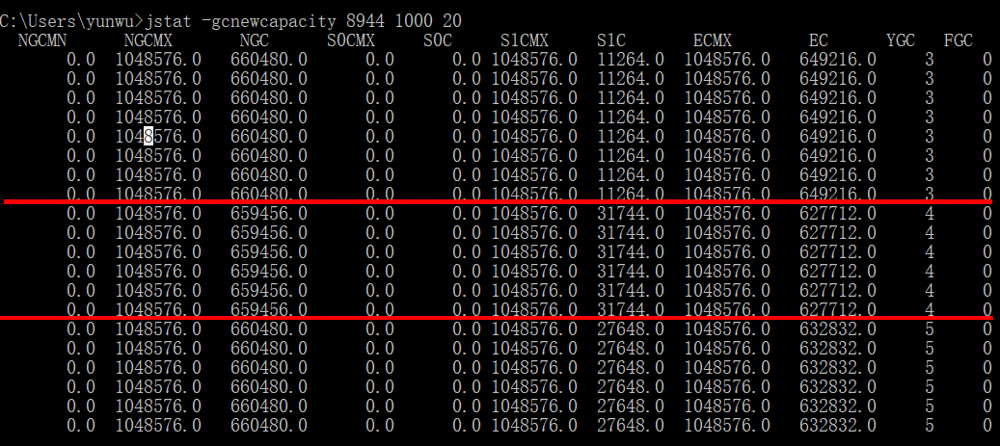 C:\Users\yunwu>jstat -gcnewcapacity 8944 1000 20
NGCMN NGCMX NGC S0CMX S0C S1CMX S1C ECMX EC YGC FGC
0.0 1048576.0 660480.0 0.0 0.0 1048576.0 11264.0 1048576.0 649216.0 3 0
0.0 1048576.0 660480.0 0.0 0.0 1048576.0 11264.0 1048576.0 649216.0 3 0
0.0 1048576.0 660480.0 0.0 0.0 1048576.0 11264.0 1048576.0 649216.0 3 0
0.0 1048576.0 660480.0 0.0 0.0 1048576.0 11264.0 1048576.0 649216.0 3 0
0.0 1048576.0 660480.0 0.0 0.0 1048576.0 11264.0 1048576.0 649216.0 3 0
0.0 1048576.0 660480.0 0.0 0.0 1048576.0 11264.0 1048576.0 649216.0 3 0
0.0 1048576.0 660480.0 0.0 0.0 1048576.0 11264.0 1048576.0 649216.0 3 0
0.0 1048576.0 660480.0 0.0 0.0 1048576.0 11264.0 1048576.0 649216.0 3 0
0.0 1048576.0 659456.0 0.0 0.0 1048576.0 31744.0 1048576.0 627712.0 4 0
0.0 1048576.0 659456.0 0.0 0.0 1048576.0 31744.0 1048576.0 627712.0 4 0
0.0 1048576.0 659456.0 0.0 0.0 1048576.0 31744.0 1048576.0 627712.0 4 0
0.0 1048576.0 659456.0 0.0 0.0 1048576.0 31744.0 1048576.0 627712.0 4 0
0.0 1048576.0 659456.0 0.0 0.0 1048576.0 31744.0 1048576.0 627712.0 4 0
0.0 1048576.0 659456.0 0.0 0.0 1048576.0 31744.0 1048576.0 627712.0 4 0
0.0 1048576.0 660480.0 0.0 0.0 1048576.0 27648.0 1048576.0 632832.0 5 0
0.0 1048576.0 660480.0 0.0 0.0 1048576.0 27648.0 1048576.0 632832.0 5 0
0.0 1048576.0 660480.0 0.0 0.0 1048576.0 27648.0 1048576.0 632832.0 5 0
0.0 1048576.0 660480.0 0.0 0.0 1048576.0 27648.0 1048576.0 632832.0 5 0
0.0 1048576.0 660480.0 0.0 0.0 1048576.0 27648.0 1048576.0 632832.0 5 0
0.0 1048576.0 660480.0 0.0 0.0 1048576.0 27648.0 1048576.0 632832.0 5 0